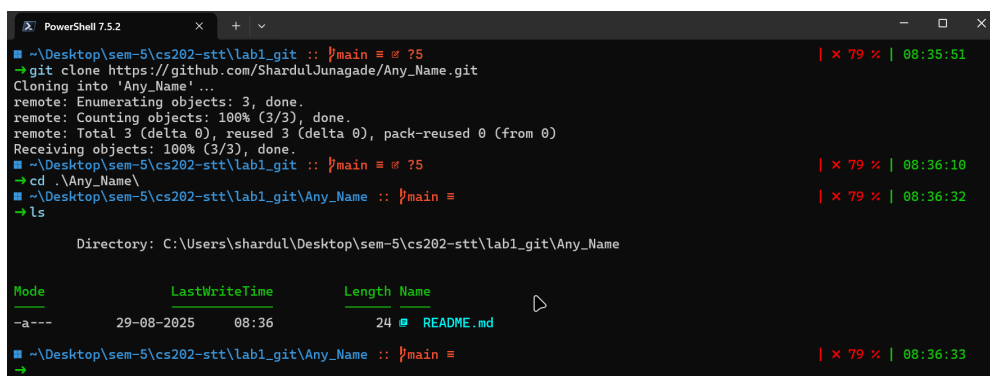 PowerShell 7.5.2
~\Desktop\sem-5\cs202-stt\lab1_git :: main ≡ ?5 | × 79 % | 08:35:51
→ git clone https://github.com/ShardulJunagade/Any_Name.git
Cloning into 'Any_Name'...
remote: Enumerating objects: 3, done.
remote: Counting objects: 100% (3/3), done.
remote: Total 3 (delta 0), reused 3 (delta 0), pack-reused 0 (from 0)
Receiving objects: 100% (3/3), done.
~\Desktop\sem-5\cs202-stt\lab1_git :: main ≡ ?5 | × 79 % | 08:36:10
→ cd .\Any_Name\
~\Desktop\sem-5\cs202-stt\lab1_git\Any_Name :: main ≡ | × 79 % | 08:36:32
→ ls
Directory: C:\Users\shardul\Desktop\sem-5\cs202-stt\lab1_git\Any_Name
Mode LastWriteTime Length Name
-a--- 29-08-2025 08:36 24 README.md
~\Desktop\sem-5\cs202-stt\lab1_git\Any_Name :: main ≡ | × 79 % | 08:36:33
→